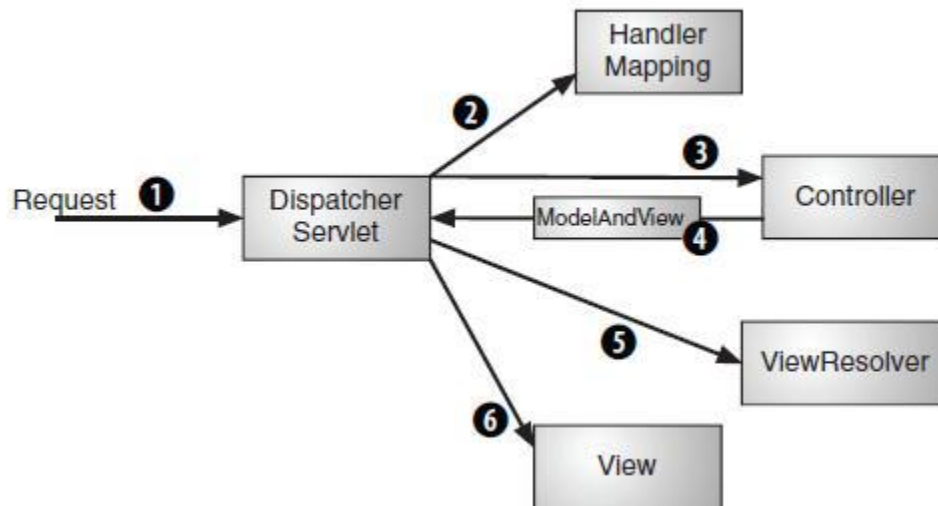 Handler
Mapping
2
3
Request 1
Dispatcher
Servlet
ModelAndView
4
Controller
5
ViewResolver
6
View